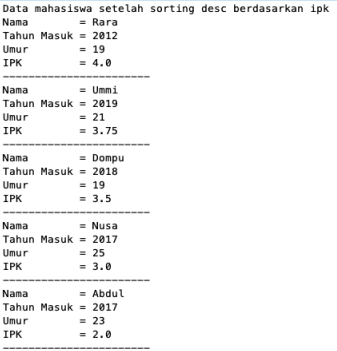 Data mahasiswa setelah sorting desc berdasarkan ipk
Nama        = Rara
Tahun Masuk = 2012
Umur        = 19
IPK         = 4.0
-----------------------
Nama        = Ummi
Tahun Masuk = 2019
Umur        = 21
IPK         = 3.75
-----------------------
Nama        = Dompu
Tahun Masuk = 2018
Umur        = 19
IPK         = 3.5
-----------------------
Nama        = Nusa
Tahun Masuk = 2017
Umur        = 25
IPK         = 3.0
-----------------------
Nama        = Abdul
Tahun Masuk = 2017
Umur        = 23
IPK         = 2.0
-----------------------